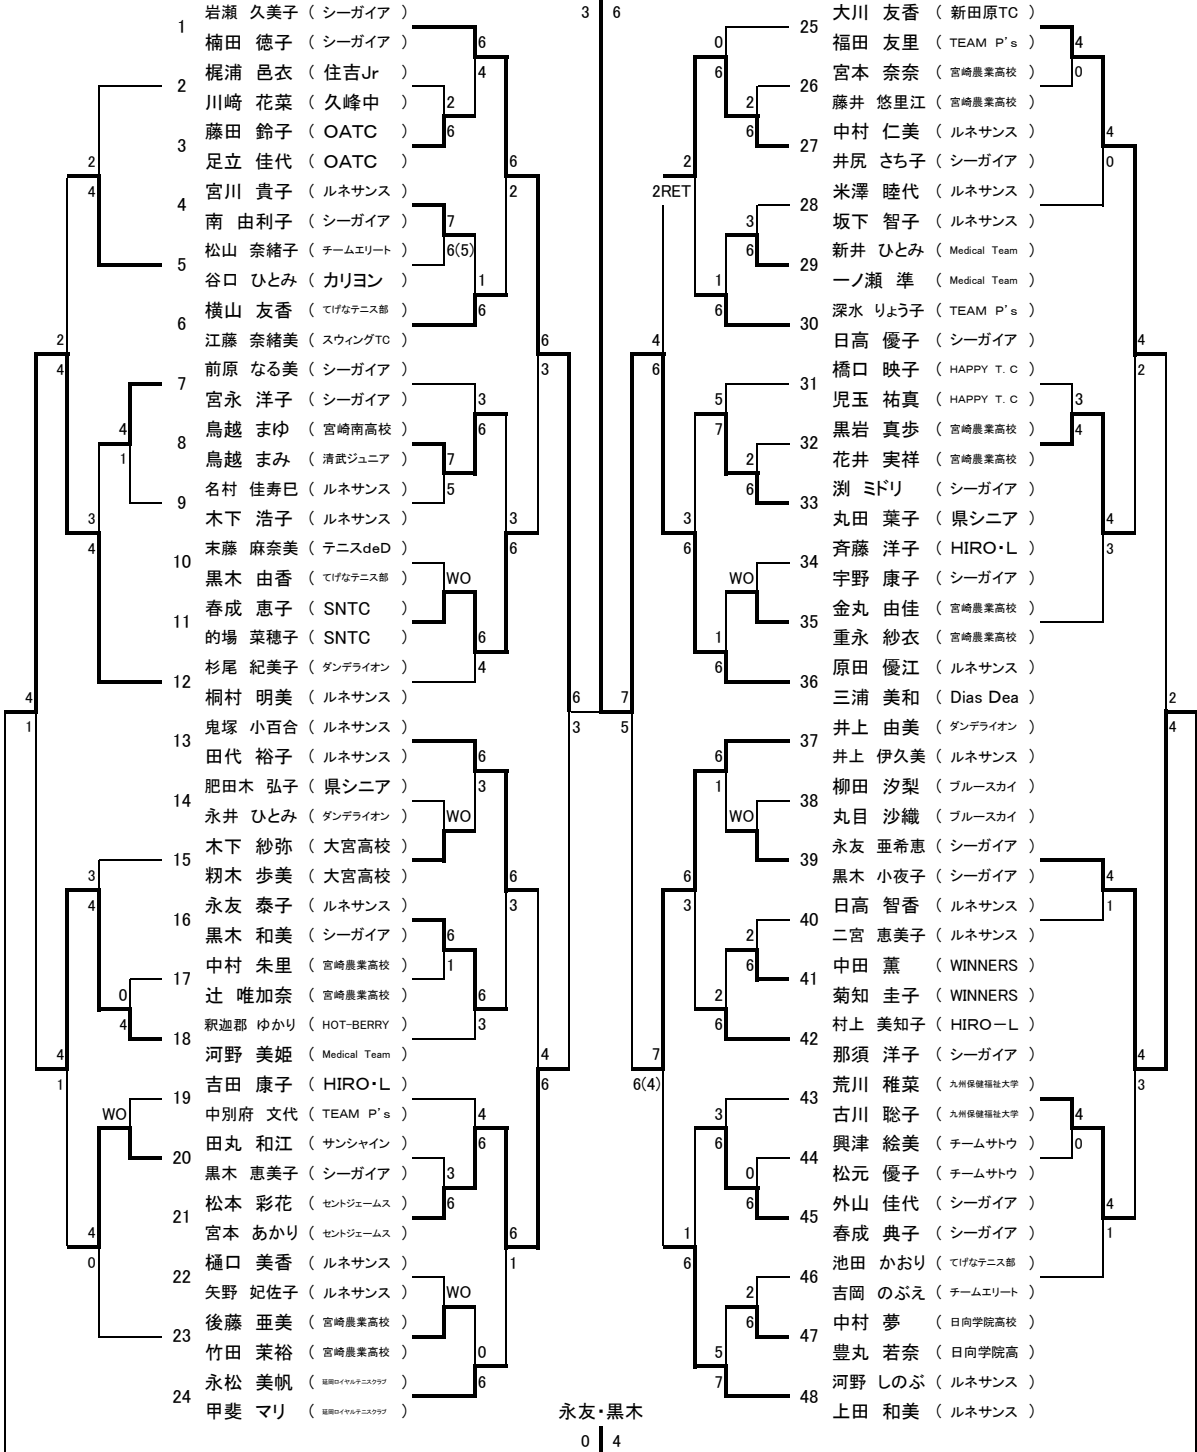 3 6
1 岩瀬 久美子 ( シーガイア )
楠田 徳子 ( シーガイア )
2 梶浦 邑衣 ( 住吉Jr )
川﨑 花菜 ( 久峰中 )
3 藤田 鈴子 ( OATC )
足立 佳代 ( OATC )
4 宮川 貴子 ( ルネサンス )
南 由利子 ( シーガイア )
5 松山 奈緒子 ( チームエリート )
谷口 ひとみ ( カリヨン )
6 横山 友香 ( てげなテニス部 )
江藤 奈緒美 ( スウィングTC )
7 前原 なる美 ( シーガイア )
宮永 洋子 ( シーガイア )
8 鳥越 まゆ ( 宮崎南高校 )
鳥越 まみ ( 清武ジュニア )
9 名村 佳寿巳 ( ルネサンス )
木下 浩子 ( ルネサンス )
10 末藤 麻奈美 ( テニスdeD )
黒木 由香 ( てげなテニス部 )
11 春成 恵子 ( SNTC )
的場 菜穂子 ( SNTC )
12 杉尾 紀美子 ( ダンデライオン )
桐村 明美 ( ルネサンス )
13 鬼塚 小百合 ( ルネサンス )
田代 裕子 ( ルネサンス )
14 肥田木 弘子 ( 県シニア )
永井 ひとみ ( ダンデライオン )
15 木下 紗弥 ( 大宮高校 )
籾木 歩美 ( 大宮高校 )
16 永友 泰子 ( ルネサンス )
黒木 和美 ( シーガイア )
17 中村 朱里 ( 宮崎農業高校 )
辻 唯加奈 ( 宮崎農業高校 )
18 釈迦郡 ゆかり ( HOT-BERRY )
河野 美姫 ( Medical Team )
19 吉田 康子 ( HIRO・L )
中別府 文代 ( TEAM P's )
20 田丸 和江 ( サンシャイン )
黒木 恵美子 ( シーガイア )
21 松本 彩花 ( セントジェームス )
宮本 あかり ( セントジェームス )
22 樋口 美香 ( ルネサンス )
矢野 妃佐子 ( ルネサンス )
23 後藤 亜美 ( 宮崎農業高校 )
竹田 茉裕 ( 宮崎農業高校 )
24 永松 美帆 ( 延岡ロイヤルテニスクラブ )
甲斐 マリ ( 延岡ロイヤルテニスクラブ )
25 大川 友香 ( 新田原TC )
福田 友里 ( TEAM P's )
26 宮本 奈奈 ( 宮崎農業高校 )
藤井 悠里江 ( 宮崎農業高校 )
27 中村 仁美 ( ルネサンス )
井尻 さち子 ( シーガイア )
28 米澤 睦代 ( ルネサンス )
坂下 智子 ( ルネサンス )
29 新井 ひとみ ( Medical Team )
一ノ瀬 準 ( Medical Team )
30 深水 りょう子 ( TEAM P's )
日高 優子 ( シーガイア )
31 橋口 映子 ( HAPPY T. C )
児玉 祐真 ( HAPPY T. C )
32 黒岩 真歩 ( 宮崎農業高校 )
花井 実祥 ( 宮崎農業高校 )
33 渕 ミドリ ( シーガイア )
丸田 葉子 ( 県シニア )
34 斉藤 洋子 ( HIRO・L )
宇野 康子 ( シーガイア )
35 金丸 由佳 ( 宮崎農業高校 )
重永 紗衣 ( 宮崎農業高校 )
36 原田 優江 ( ルネサンス )
三浦 美和 ( Dias Dea )
37 井上 由美 ( ダンデライオン )
井上 伊久美 ( ルネサンス )
38 柳田 汐梨 ( ブルースカイ )
丸目 沙織 ( ブルースカイ )
39 永友 亜希恵 ( シーガイア )
黒木 小夜子 ( シーガイア )
40 日高 智香 ( ルネサンス )
二宮 恵美子 ( ルネサンス )
41 中田 薫 ( WINNERS )
菊知 圭子 ( WINNERS )
42 村上 美知子 ( HIRO－L )
那須 洋子 ( シーガイア )
43 荒川 稚菜 ( 九州保健福祉大学 )
古川 聡子 ( 九州保健福祉大学 )
44 興津 絵美 ( チームサトウ )
松元 優子 ( チームサトウ )
45 外山 佳代 ( シーガイア )
春成 典子 ( シーガイア )
46 池田 かおり ( てげなテニス部 )
吉岡 のぶえ ( チームエリート )
47 中村 夢 ( 日向学院高校 )
豊丸 若奈 ( 日向学院高 )
48 河野 しのぶ ( ルネサンス )
上田 和美 ( ルネサンス )
永友・黒木
0 4